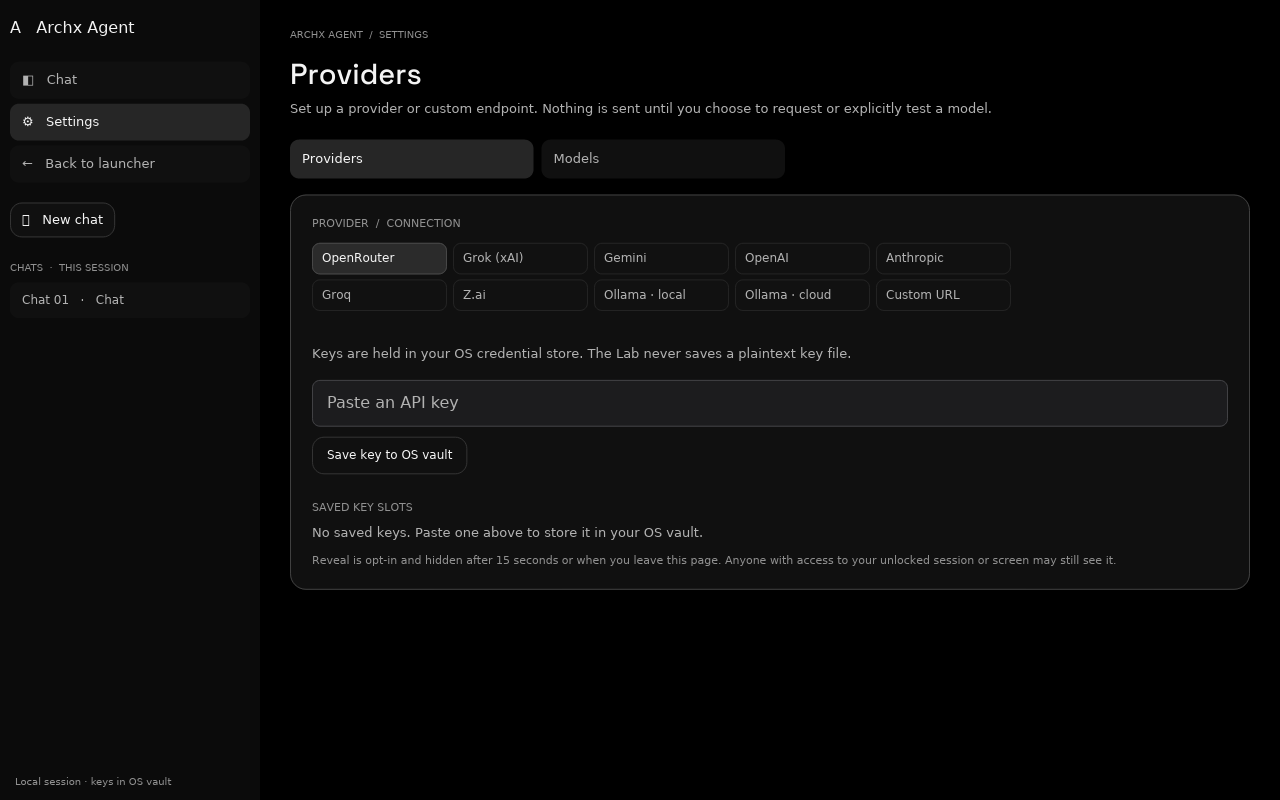 A Archx Agent
Chat
Settings
← Back to launcher
New chat
CHATS · THIS SESSION
Chat 01 · Chat
Local session · keys in OS vault
ARCHX AGENT / SETTINGS
Providers
Set up a provider or custom endpoint. Nothing is sent until you choose to request or explicitly test a model.
Providers Models
PROVIDER / CONNECTION
OpenRouter Grok (xAI) Gemini OpenAI Anthropic
Groq Z.ai Ollama · local Ollama · cloud Custom URL
Keys are held in your OS credential store. The Lab never saves a plaintext key file.
Paste an API key
Save key to OS vault
SAVED KEY SLOTS
No saved keys. Paste one above to store it in your OS vault.
Reveal is opt-in and hidden after 15 seconds or when you leave this page. Anyone with access to your unlocked session or screen may still see it.